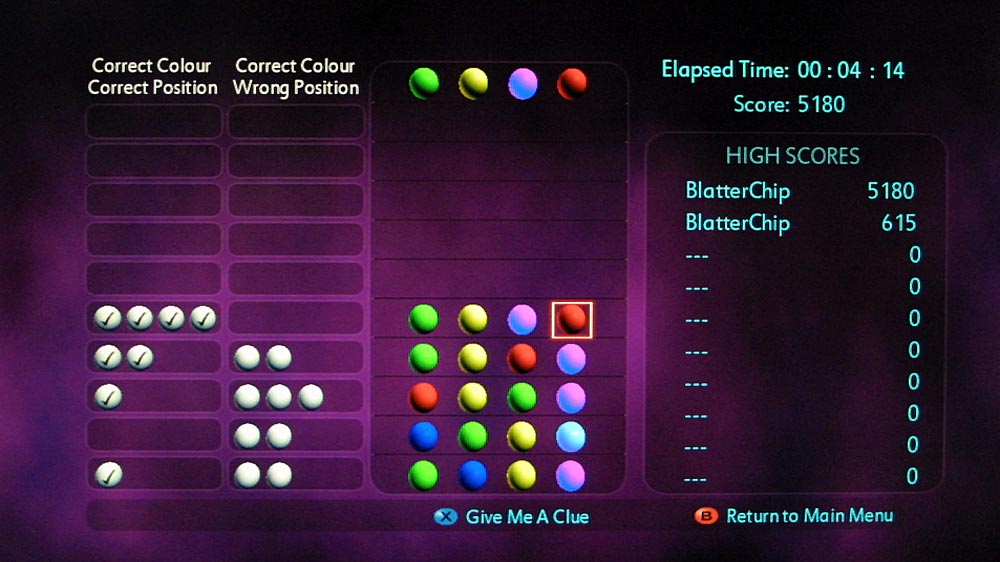 Correct Colour
Correct Position
Correct Colour
Wrong Position
Elapsed Time: 00 : 04 : 14
Score: 5180
HIGH SCORES
BlatterChip 5180
BlatterChip 615
--- 0
--- 0
--- 0
--- 0
--- 0
--- 0
--- 0
--- 0
X Give Me A Clue
B Return to Main Menu